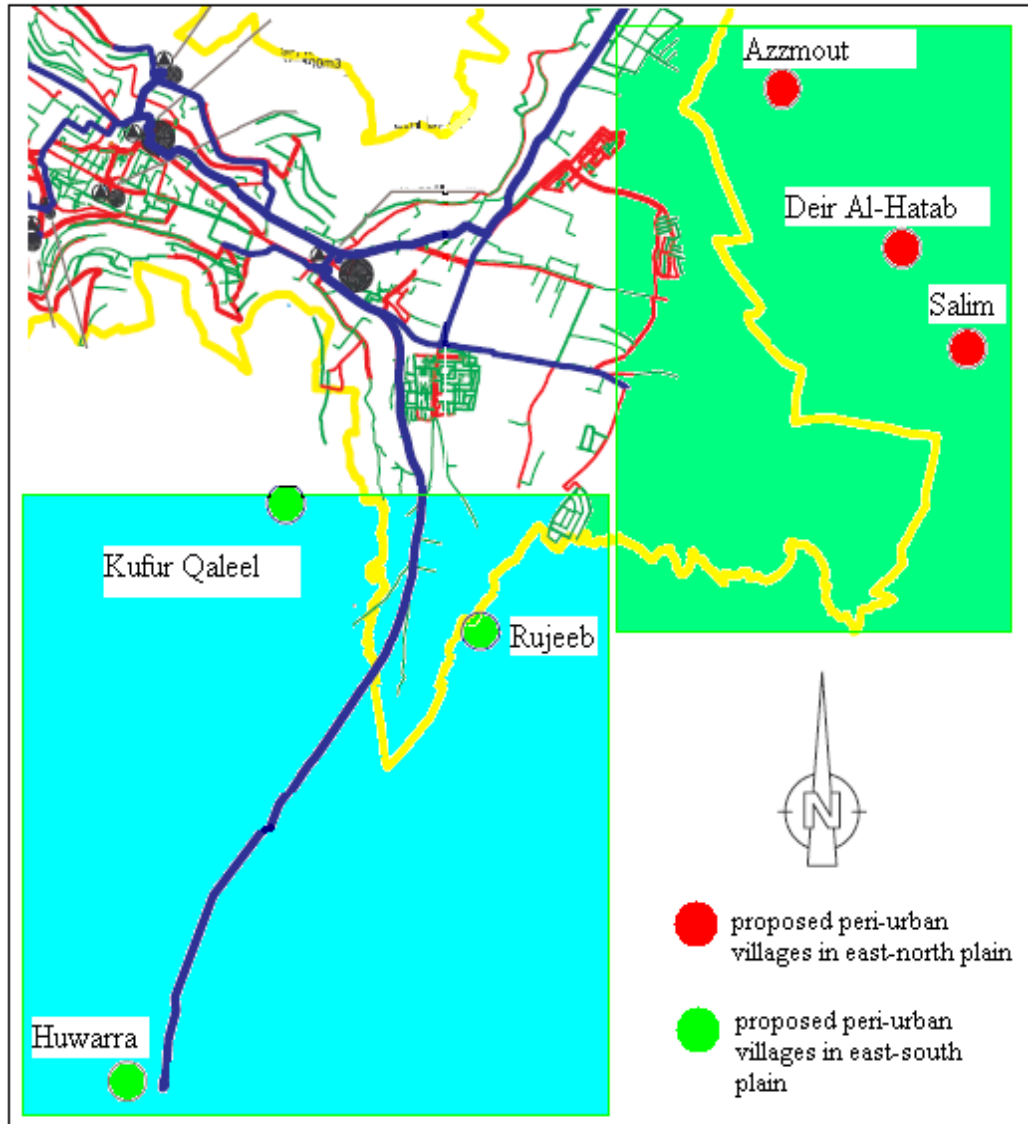 Azzmout
Deir Al-Hatab
Salim
Kufur Qaleel
Rujeeb
Huwarra
N
proposed peri-urban
villages in east-north plain
proposed peri-urban
villages in east-south
plain